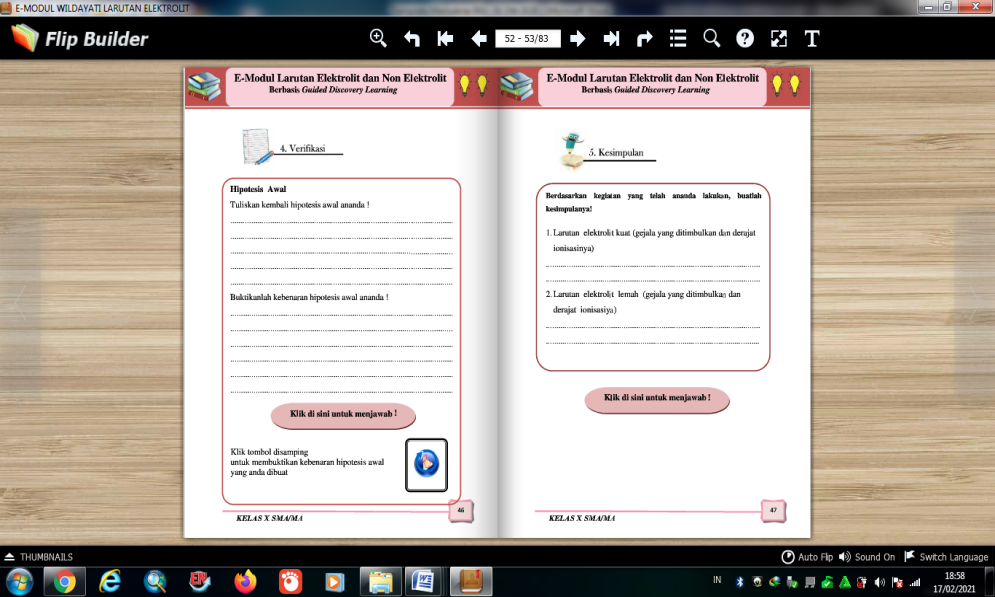 E-MODUL WILDAYATI LARUTAN ELEKTROLIT
Flip Builder
52 - 53/83
E-Modul Larutan Elektrolit dan Non Elektrolit
Berbasis Guided Discovery Learning
4. Verifikasi
Hipotesis Awal
Tuliskan kembali hipotesis awal ananda !
Buktikanlah kebenaran hipotesis awal ananda !
Klik di sini untuk menjawab !
Klik tombol disamping
untuk membuktikan kebenaran hipotesis awal
yang anda dibuat
46
KELAS X SMA/MA
E-Modul Larutan Elektrolit dan Non Elektrolit
Berbasis Guided Discovery Learning
5. Kesimpulan
Berdasarkan kegiatan yang telah ananda lakukan, buatlah
kesimpulanya!
1. Larutan elektrolit kuat (gejala yang ditimbulkan dan derajat
ionisasinya)
2. Larutan elektrolit lemah (gejala yang ditimbulkan dan
derajat ionisasiya)
Klik di sini untuk menjawab !
47
KELAS X SMA/MA
THUMBNAILS
Auto Flip
Sound On
Switch Language
IN
18:58
17/02/2021